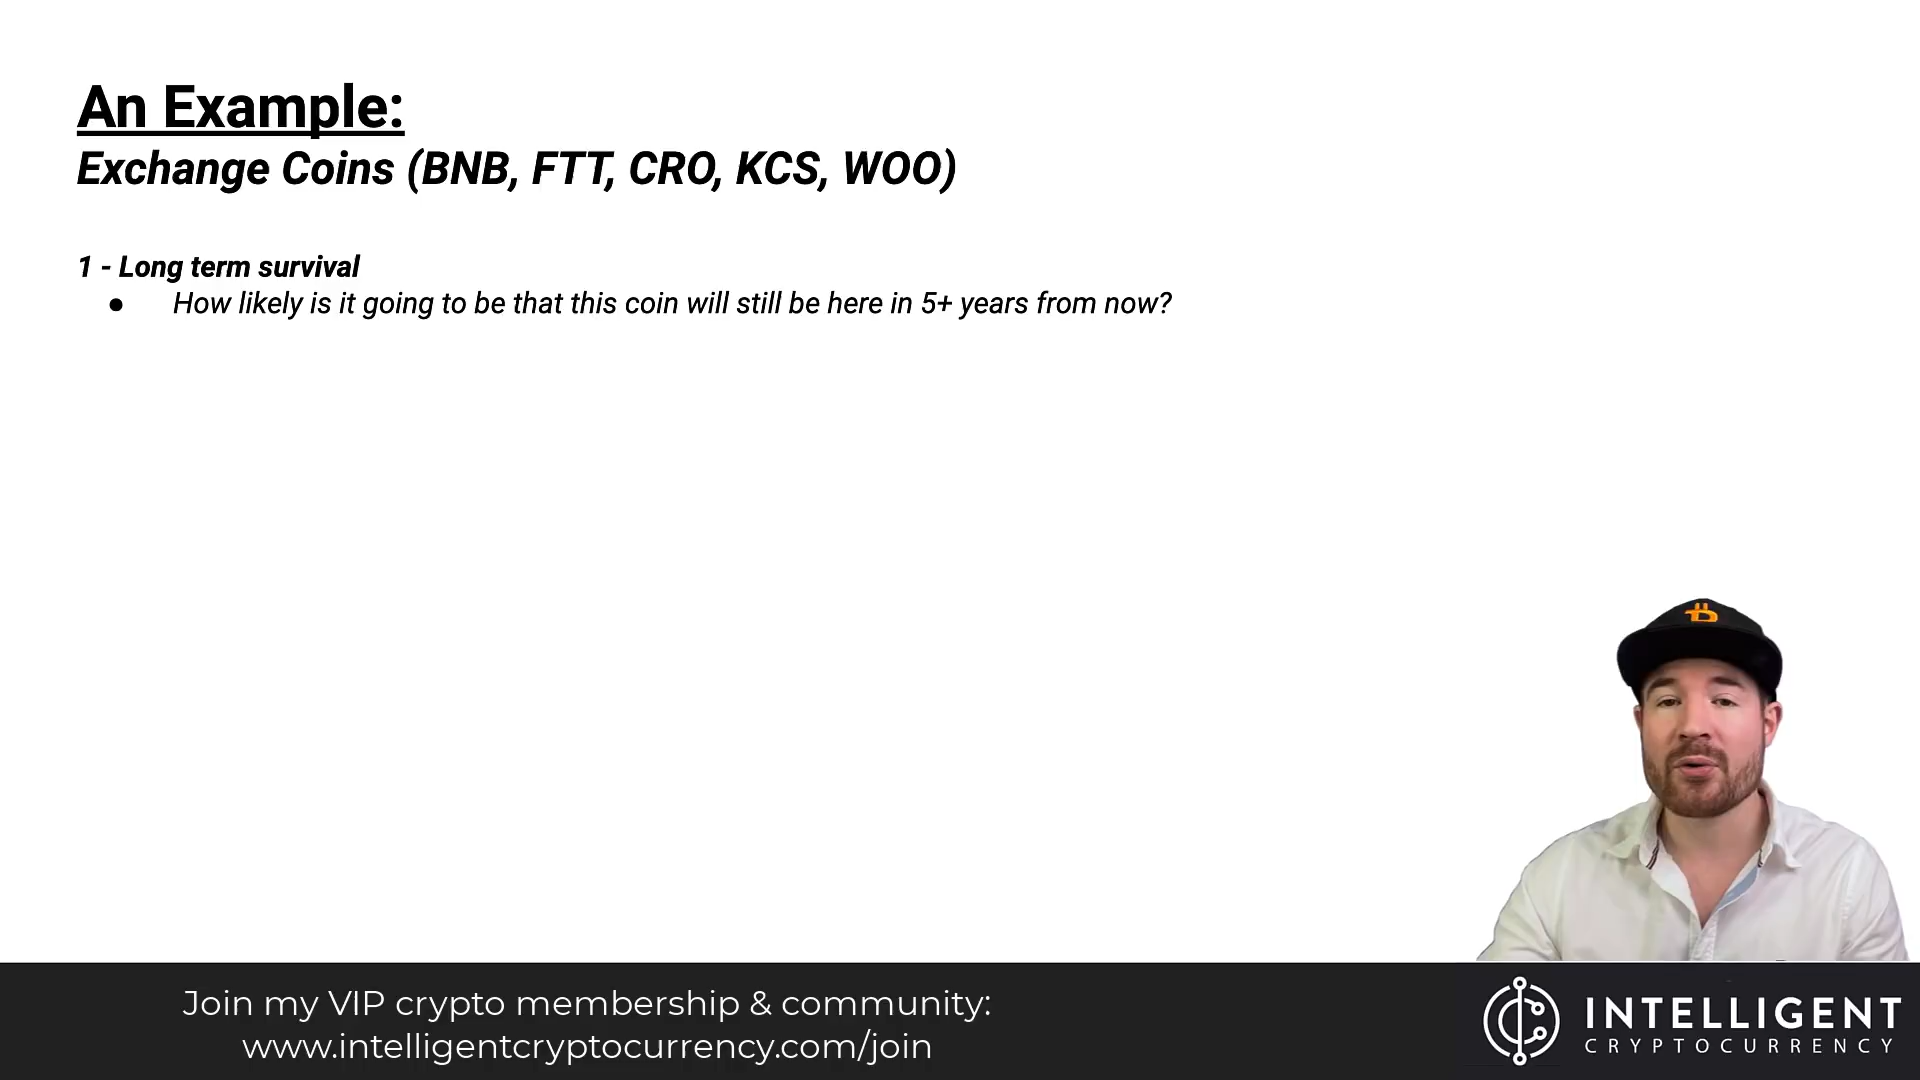 An Example:
Exchange Coins (BNB, FTT, CRO, KCS, WOO)
1 - Long term survival
● How likely is it going to be that this coin will still be here in 5+ years from now?
Join my VIP crypto membership & community:
www.intelligentcryptocurrency.com/join
INTELLIGENT
CRYPTOCURRENCY